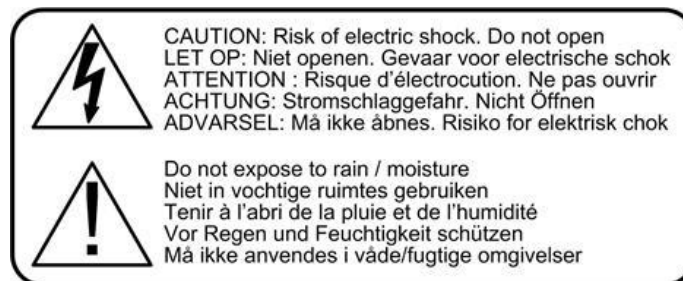 CAUTION: Risk of electric shock. Do not open
LET OP: Niet openen. Gevaar voor electrische schok
ATTENTION : Risque d'électrocution. Ne pas ouvrir
ACHTUNG: Stromschlaggefahr. Nicht Öffnen
ADVARSEL: Må ikke åbnes. Risiko for elektrisk chok
!
Do not expose to rain / moisture
Niet in vochtige ruimtes gebruiken
Tenir à l'abri de la pluie et de l'humidité
Vor Regen und Feuchtigkeit schützen
Må ikke anvendes i våde/fugtige omgivelser